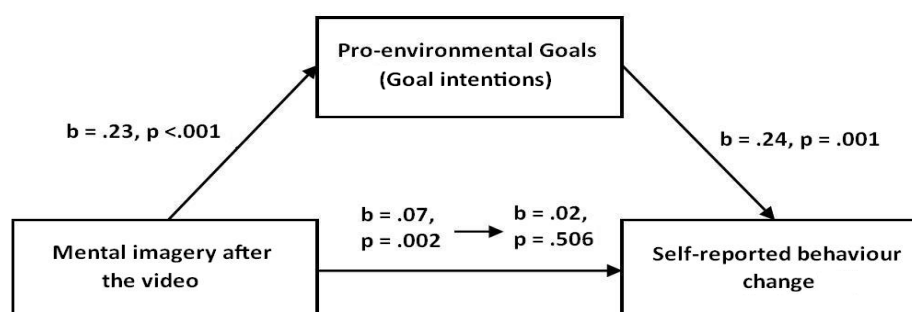 Pro-environmental Goals
(Goal intentions)
b = .23, p <.001
b = .24, p = .001
b = .07,
p = .002
b = .02,
p = .506
Mental imagery after
the video
Self-reported behaviour
change